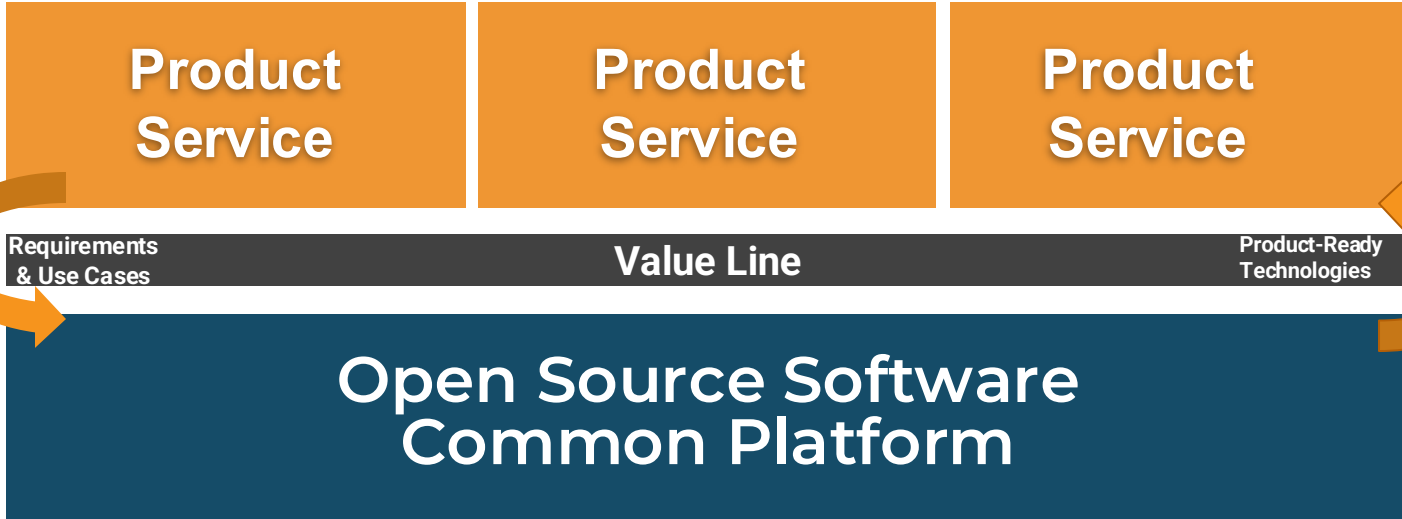 Product
Service
Product
Service
Product
Service
Requirements
& Use Cases
Value Line
Product-Ready
Technologies
Open Source Software
Common Platform